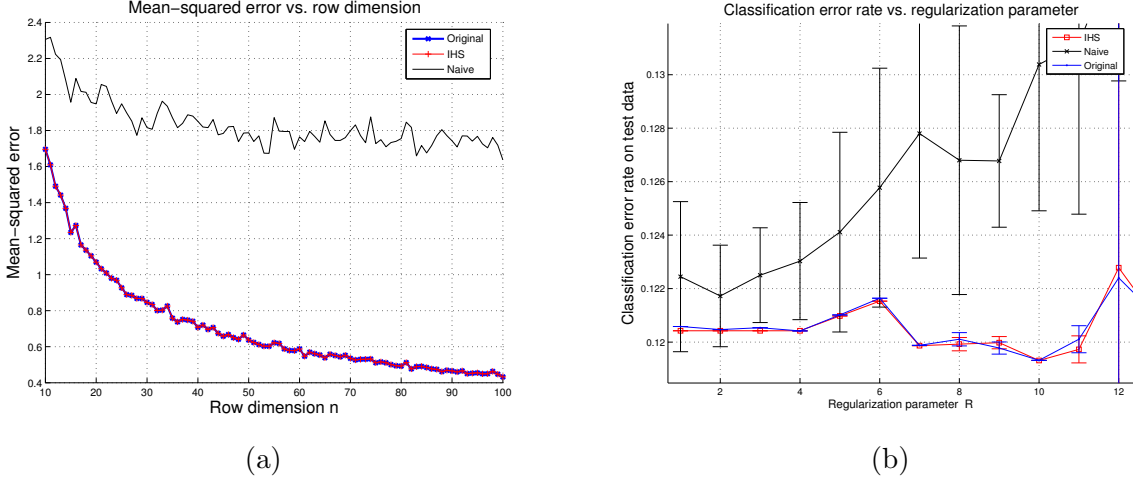 Mean−squared error vs. row dimension
2.4
2.2
2
1.8
1.6
1.4
1.2
1
0.8
0.6
0.4
Mean−squared error
Original
IHS
Naive
10 20 30 40 50 60 70 80 90 100
Row dimension n
(a)
Classification error rate vs. regularization parameter
0.13
0.128
0.126
0.124
0.122
0.12
Classification error rate on test data
IHS
Naive
Original
2 4 6 8 10 12
Regularization parameter R
(b)